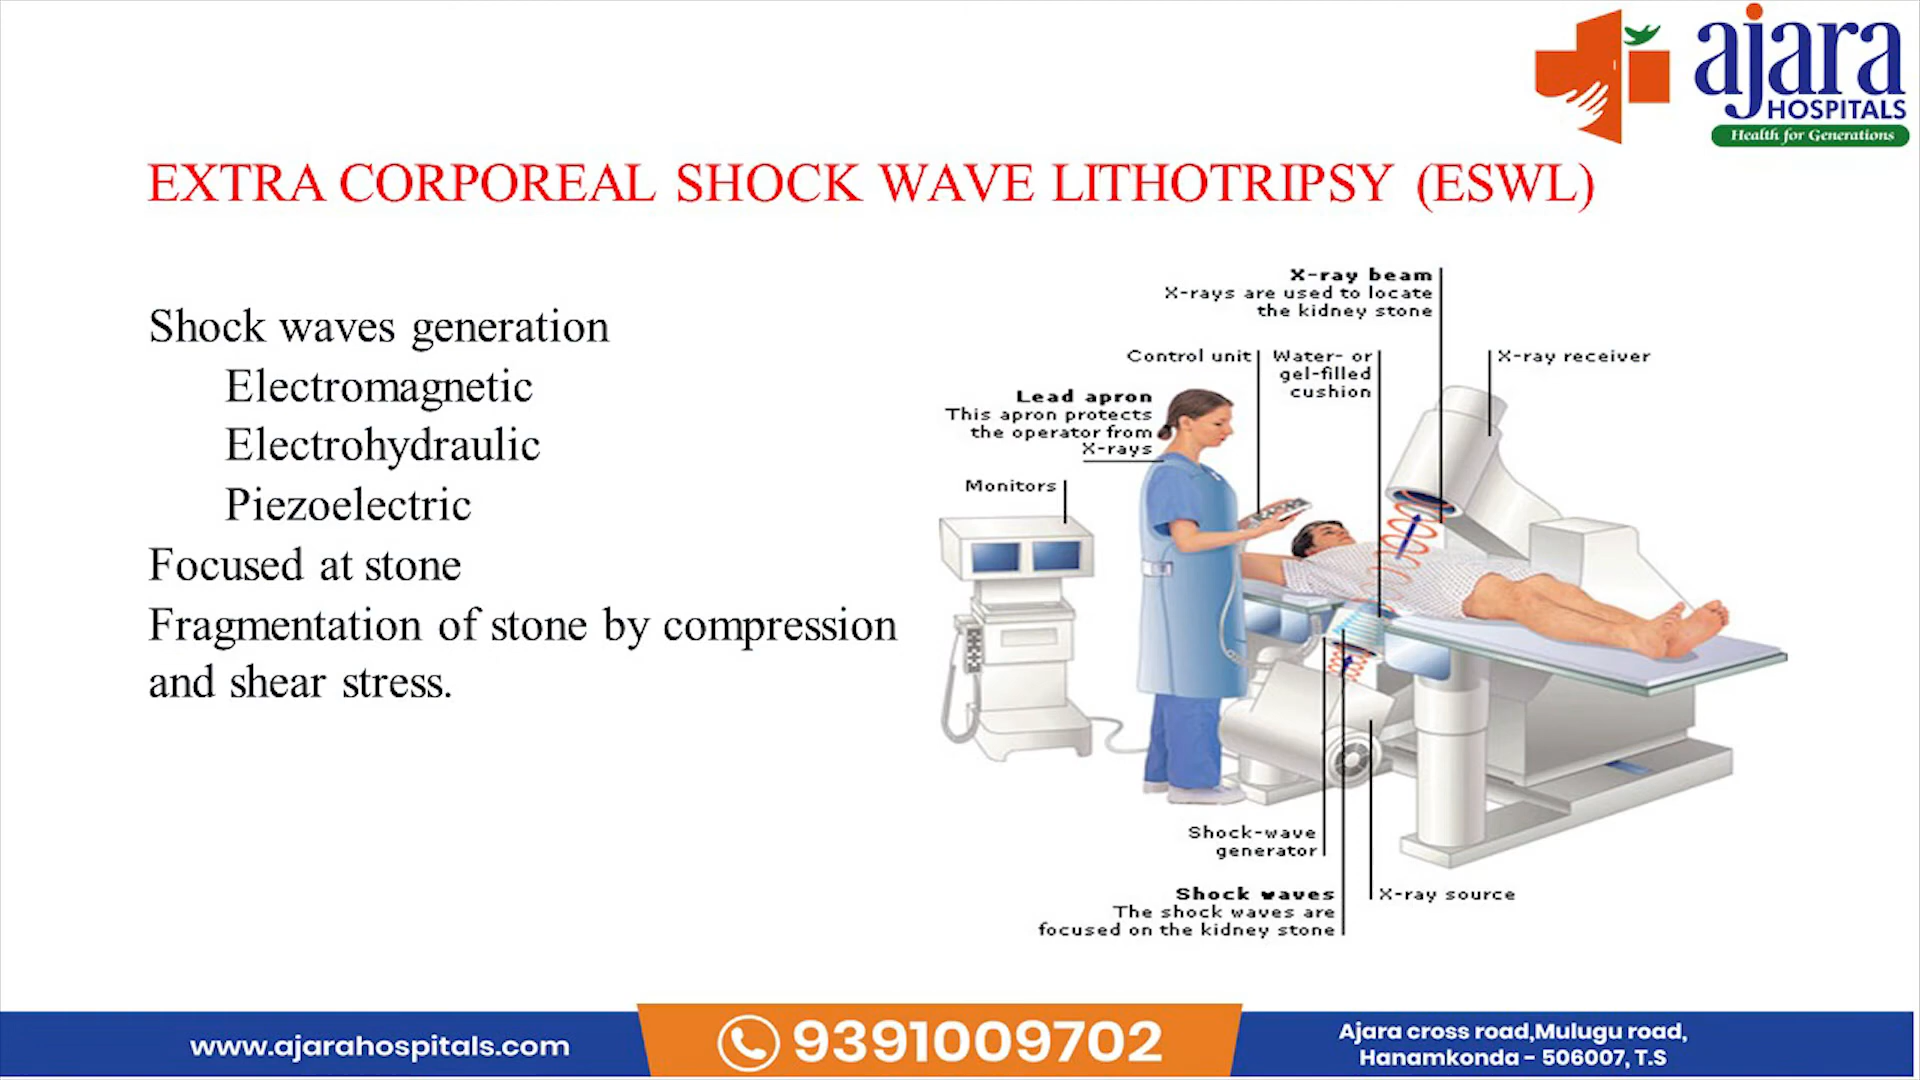 ajara
HOSPITALS
Health for Generations
EXTRA CORPOREAL SHOCK WAVE LITHOTRIPSY (ESWL)
Shock waves generation
Electromagnetic
Electrohydraulic
Piezoelectric
Focused at stone
Fragmentation of stone by compression
and shear stress.
X-ray beam
X-rays are used to locate
the kidney stone
Control unit
Water- or
gel-filled
cushion
X-ray receiver
Lead apron
This apron protects
the operator from
X-rays
Monitors
Shock-wave
generator
Shock waves
The shock waves are
focused on the kidney stone
X-ray source
www.ajarahospitals.com
9391009702
Ajara cross road,Mulugu road,
Hanamkonda - 506007, T.S